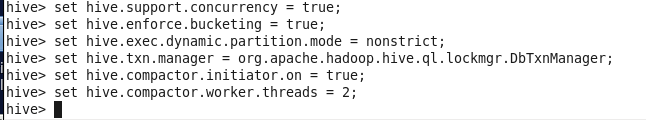 hive> set hive.support.concurrency = true;
hive> set hive.enforce.bucketing = true;
hive> set hive.exec.dynamic.partition.mode = nonstrict;
hive> set hive.txn.manager = org.apache.hadoop.hive.ql.lockmgr.DbTxnManager;
hive> set hive.compactor.initiator.on = true;
hive> set hive.compactor.worker.threads = 2;
hive>